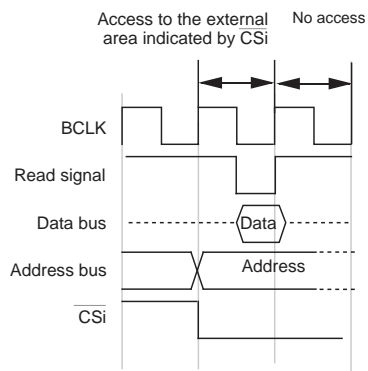 Access to the external
area indicated by CSi
No access
BCLK
Read signal
Data bus
Data
Address bus
Address
CSi